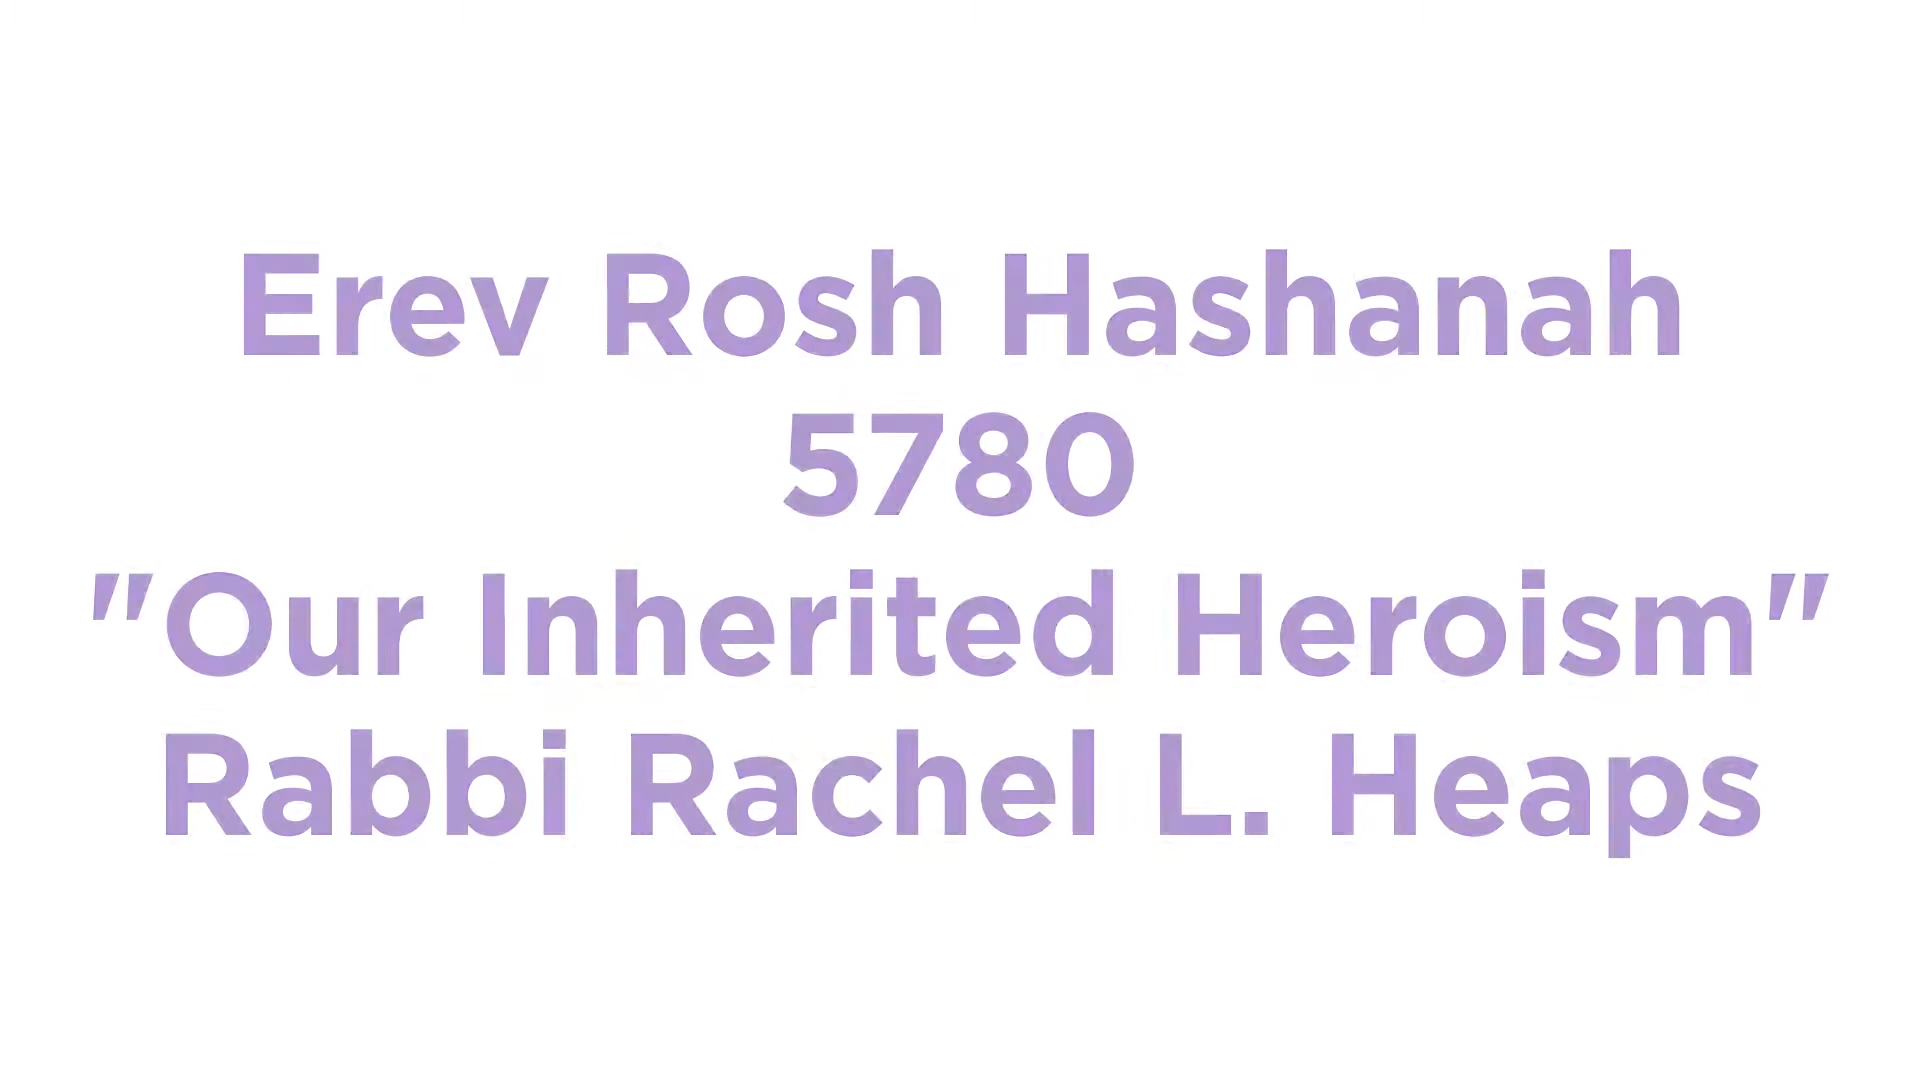 Erev Rosh Hashanah
5780
"Our Inherited Heroism"
Rabbi Rachel L. Heaps